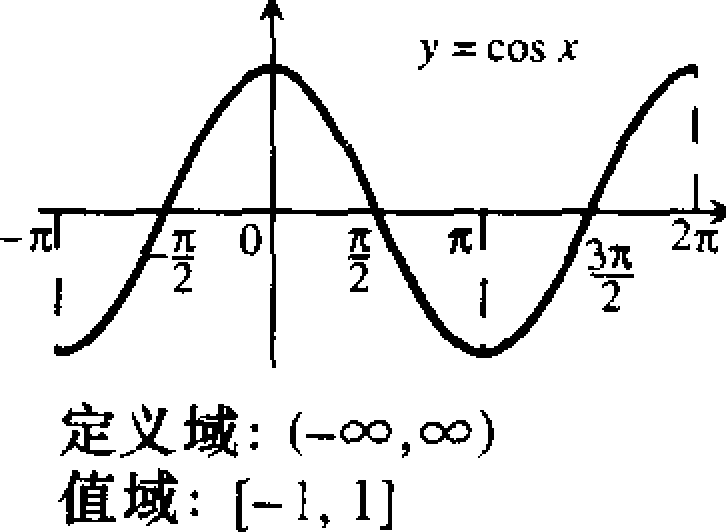 y = cos x
-π -π/2 0 π/2 π 3π/2 2π
定义域: (-∞,∞)
值域: [-1, 1]